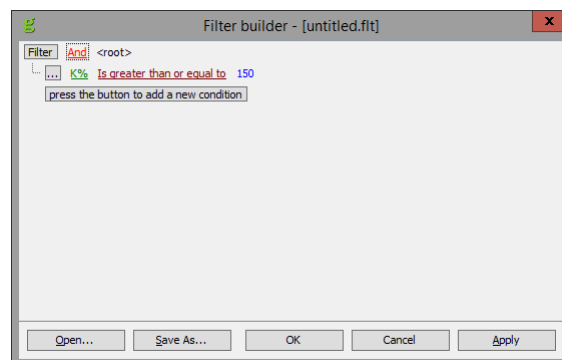 Filter builder - [untitled.flt]
x
Filter And <root>
... K% Is greater than or equal to 150
press the button to add a new condition
Open... Save As... OK Cancel Apply